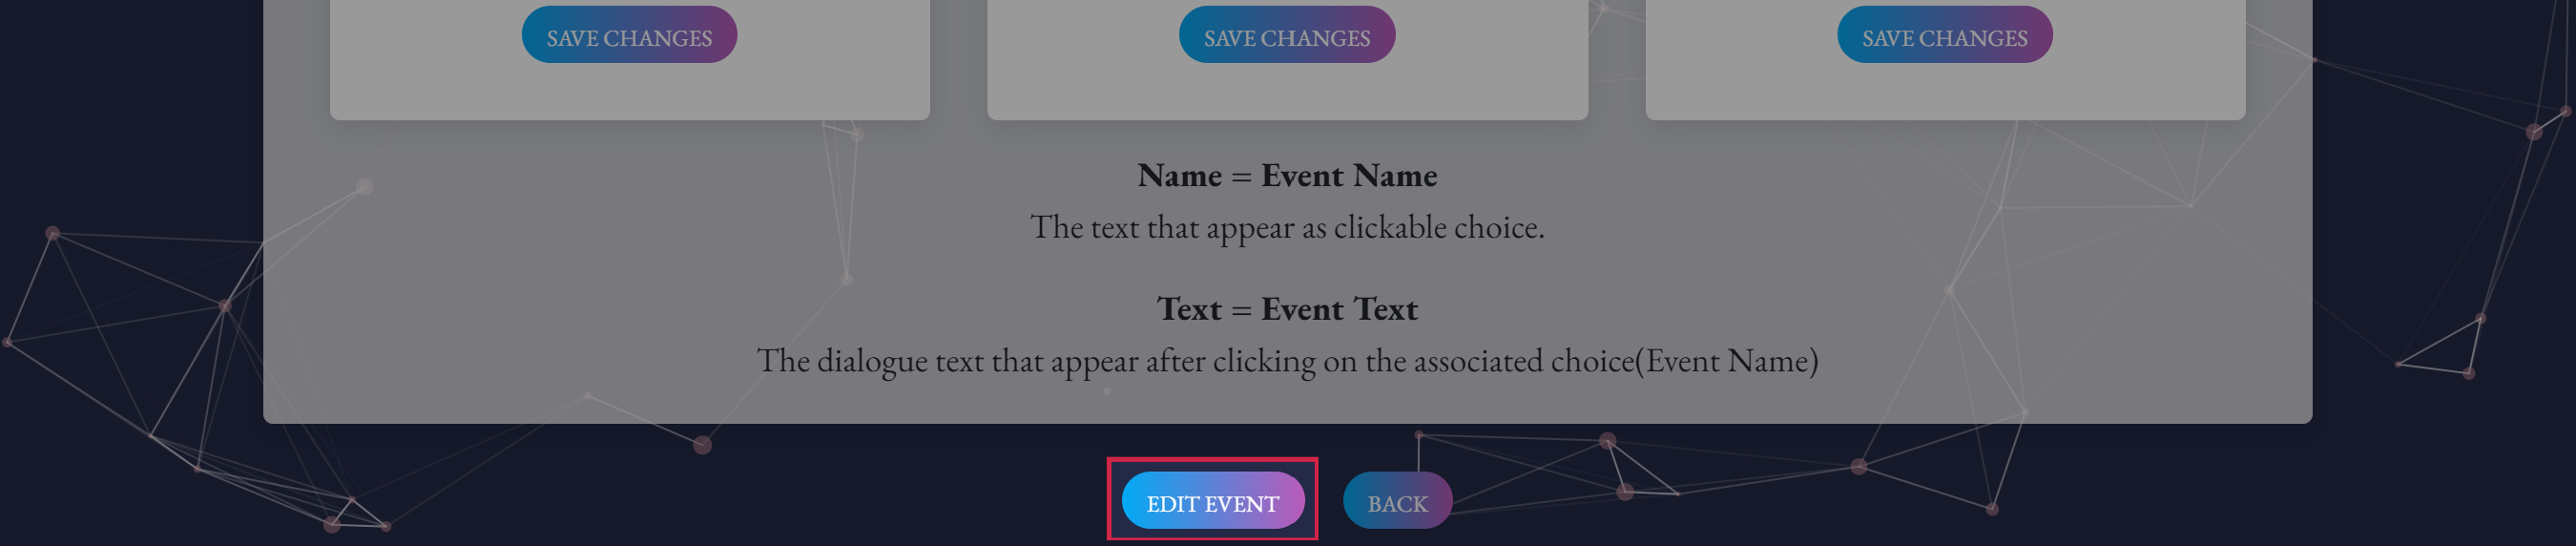 SAVE CHANGES SAVE CHANGES SAVE CHANGES
Name = Event Name
The text that appear as clickable choice.
Text = Event Text
The dialogue text that appear after clicking on the associated choice(Event Name)
EDIT EVENT BACK